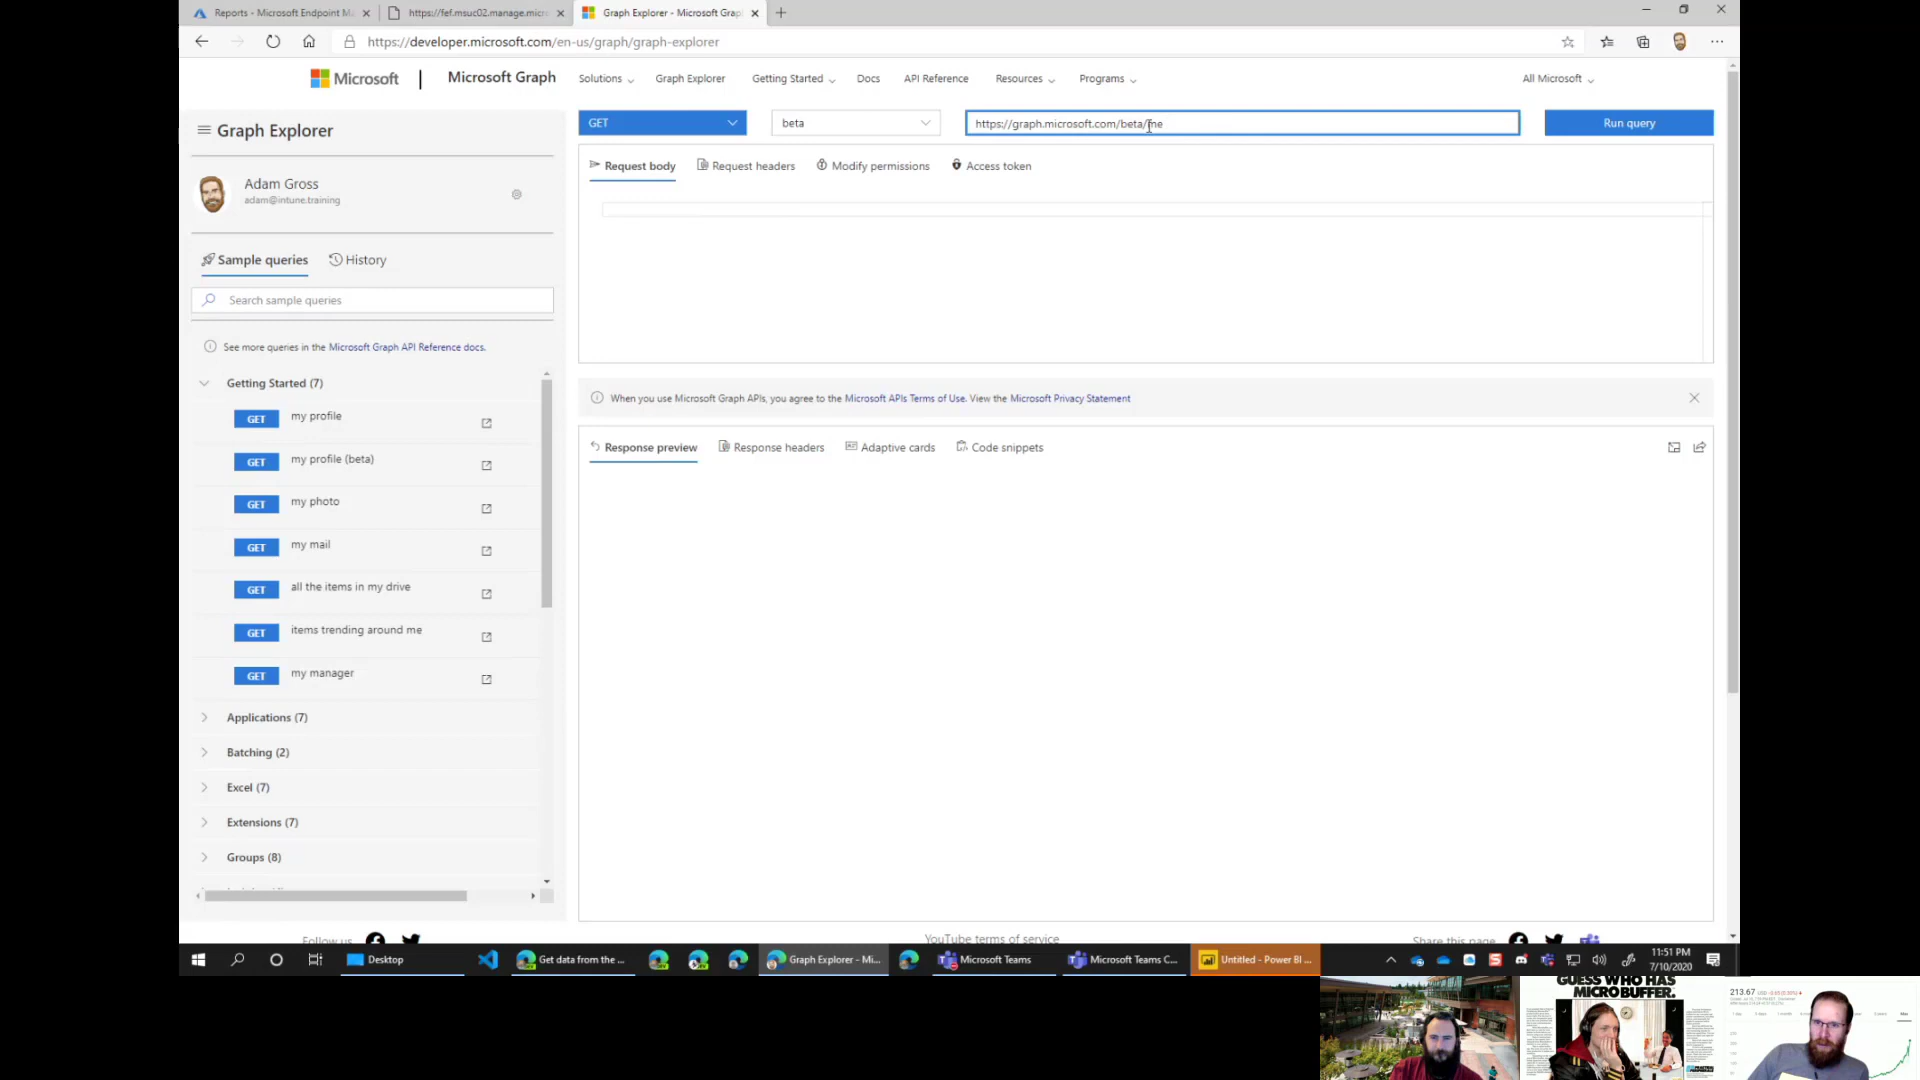 Reports - Microsoft Endpoint Ma
https://fef.msuc02.manage.micro
Graph Explorer - Microsoft Grap
https://developer.microsoft.com/en-us/graph/graph-explorer
Microsoft
Microsoft Graph
Solutions
Graph Explorer
Getting Started
Docs
API Reference
Resources
Programs
All Microsoft
Graph Explorer
GET
beta
https://graph.microsoft.com/beta/me
Run query
Adam Gross
adam@intune.training
Request body
Request headers
Modify permissions
Access token
Sample queries
History
Search sample queries
See more queries in the Microsoft Graph API Reference docs.
Getting Started (7)
GET my profile
GET my profile (beta)
GET my photo
GET my mail
GET all the items in my drive
GET items trending around me
GET my manager
Applications (7)
Batching (2)
Excel (7)
Extensions (7)
Groups (8)
When you use Microsoft Graph APIs, you agree to the Microsoft APIs Terms of Use. View the Microsoft Privacy Statement
Response preview
Response headers
Adaptive cards
Code snippets
Follow us
YouTube terms of service
Share this page
Desktop
Get data from the ...
Graph Explorer - Mi...
Microsoft Teams
Microsoft Teams C...
Untitled - Power BI ...
11:51 PM
7/10/2020
GUESS WHO HAS
MICROBUFFER.
213.67